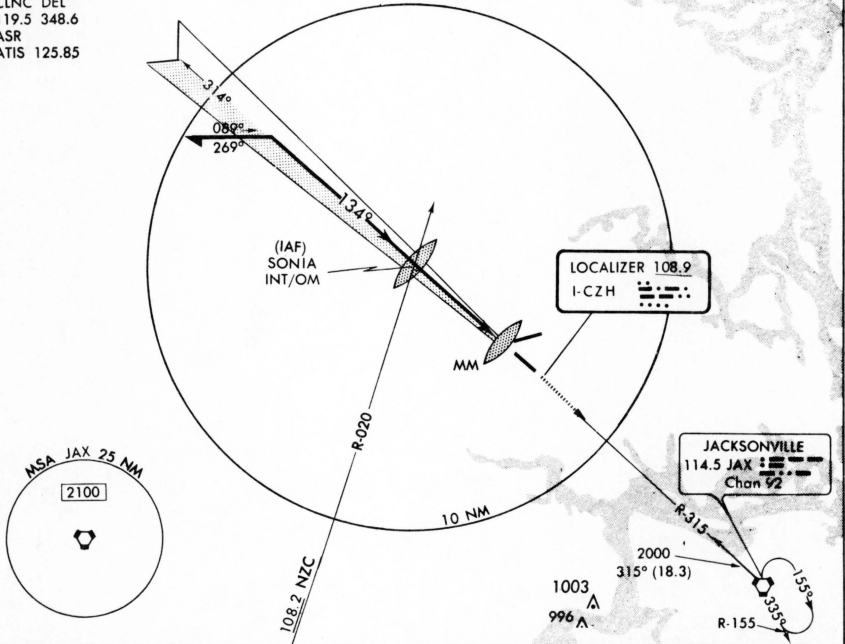 CLNC DEL
119.5 348.6
ASR
ATIS 125.85
314°
089°
269°
134°
(IAF)
SONIA
INT/OM
LOCALIZER 108.9
I-CZH
MM
R-020
MSA JAX 25 NM
2100
10 NM
108.2 NZC
JACKSONVILLE
114.5 JAX
Chan 92
R-315
2000
315° (18.3)
1003
996
155°
335°
R-155